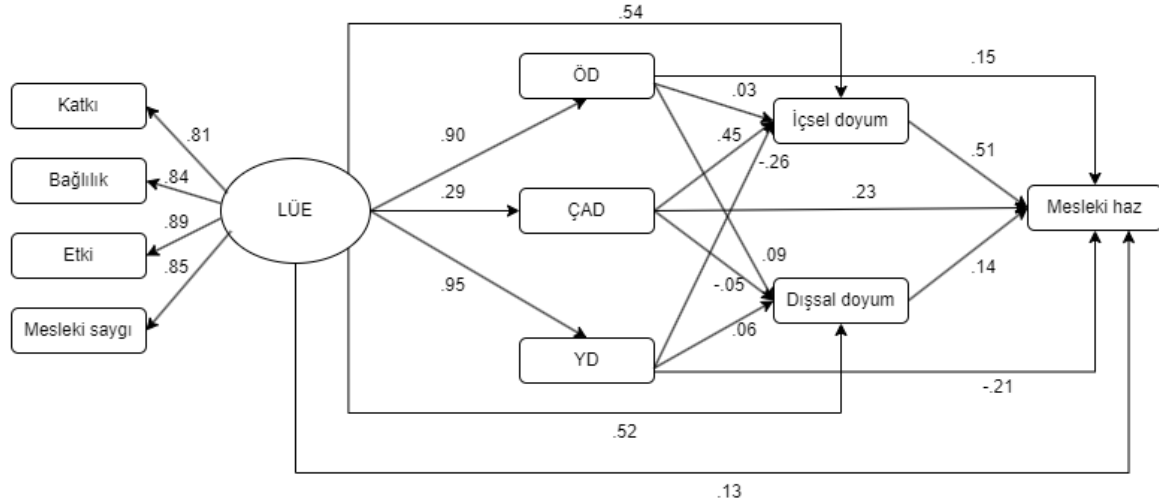 .54
ÖD
.15
Katkı
.03
İçsel doyum
.81
.90
.45
-.26
.51
Bağlılık
.84
LÜE
.29
ÇAD
.23
Mesleki haz
.89
Etki
.09
.14
.85
.95
-.05
Dışsal doyum
Mesleki saygı
.06
YD
-.21
.52
.13